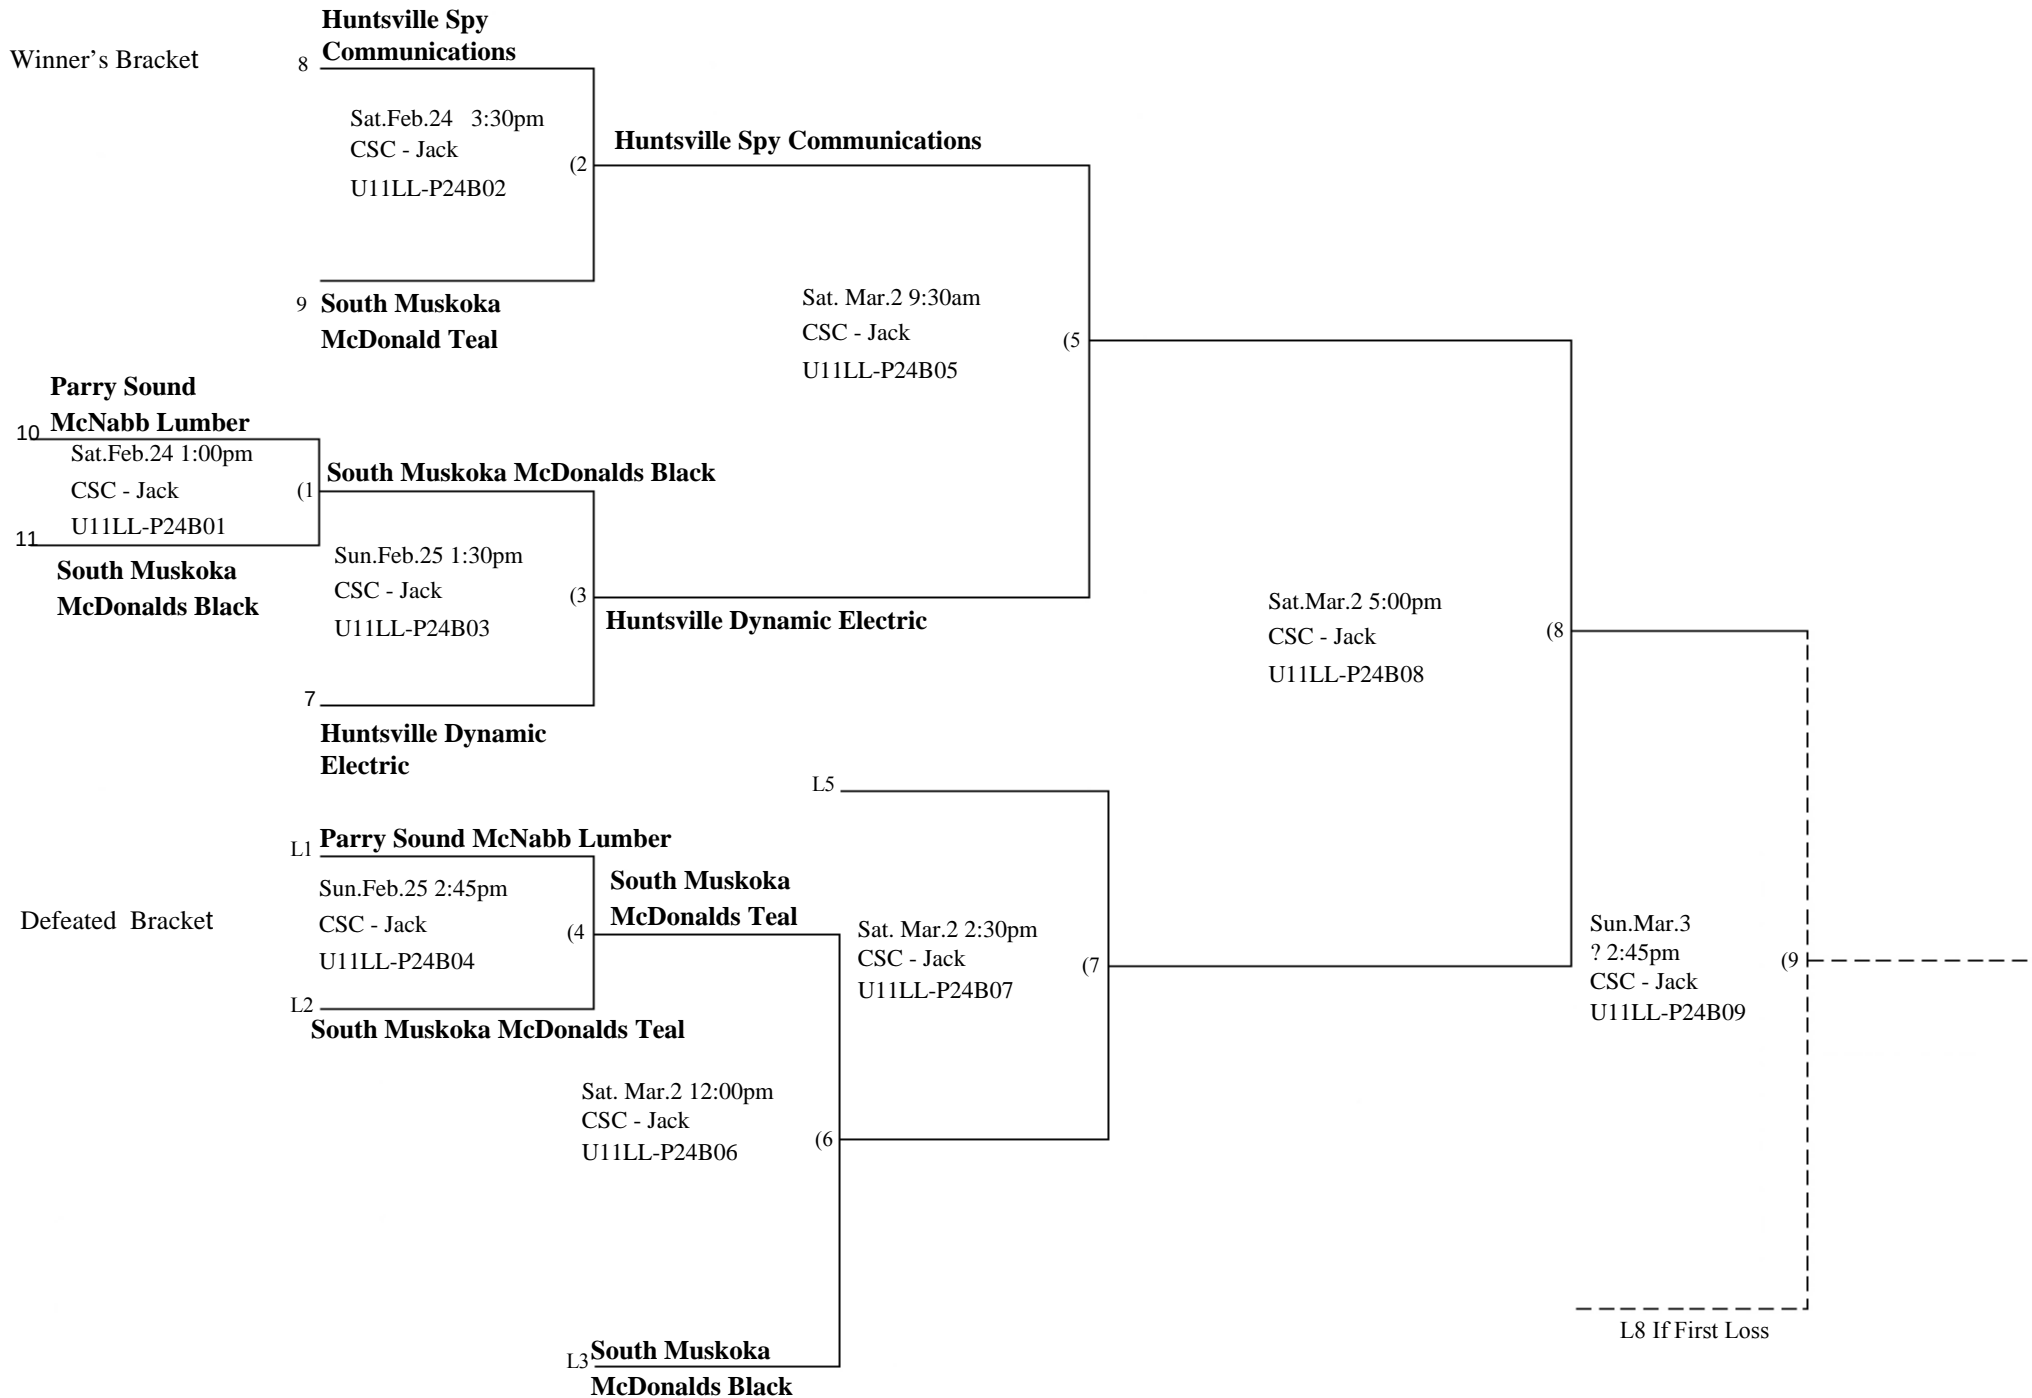 Winner's Bracket
8
Huntsville Spy
Communications
Sat.Feb.24 3:30pm
CSC - Jack
U11LL-P24B02
(2
Huntsville Spy Communications
9
South Muskoka
McDonald Teal
Sat. Mar.2 9:30am
CSC - Jack
U11LL-P24B05
(5
Parry Sound
McNabb Lumber
10
Sat.Feb.24 1:00pm
CSC - Jack
U11LL-P24B01
(1
11
South Muskoka
McDonalds Black
South Muskoka McDonalds Black
Sun.Feb.25 1:30pm
CSC - Jack
U11LL-P24B03
(3
Huntsville Dynamic Electric
7
Huntsville Dynamic
Electric
Sat.Mar.2 5:00pm
CSC - Jack
U11LL-P24B08
(8
L5
Defeated Bracket
L1
Parry Sound McNabb Lumber
Sun.Feb.25 2:45pm
CSC - Jack
U11LL-P24B04
(4
L2
South Muskoka McDonalds Teal
South Muskoka
McDonalds Teal
Sat. Mar.2 2:30pm
CSC - Jack
U11LL-P24B07
(7
Sun.Mar.3
? 2:45pm
CSC - Jack
U11LL-P24B09
(9
Sat. Mar.2 12:00pm
CSC - Jack
U11LL-P24B06
(6
L8 If First Loss
L3
South Muskoka
McDonalds Black